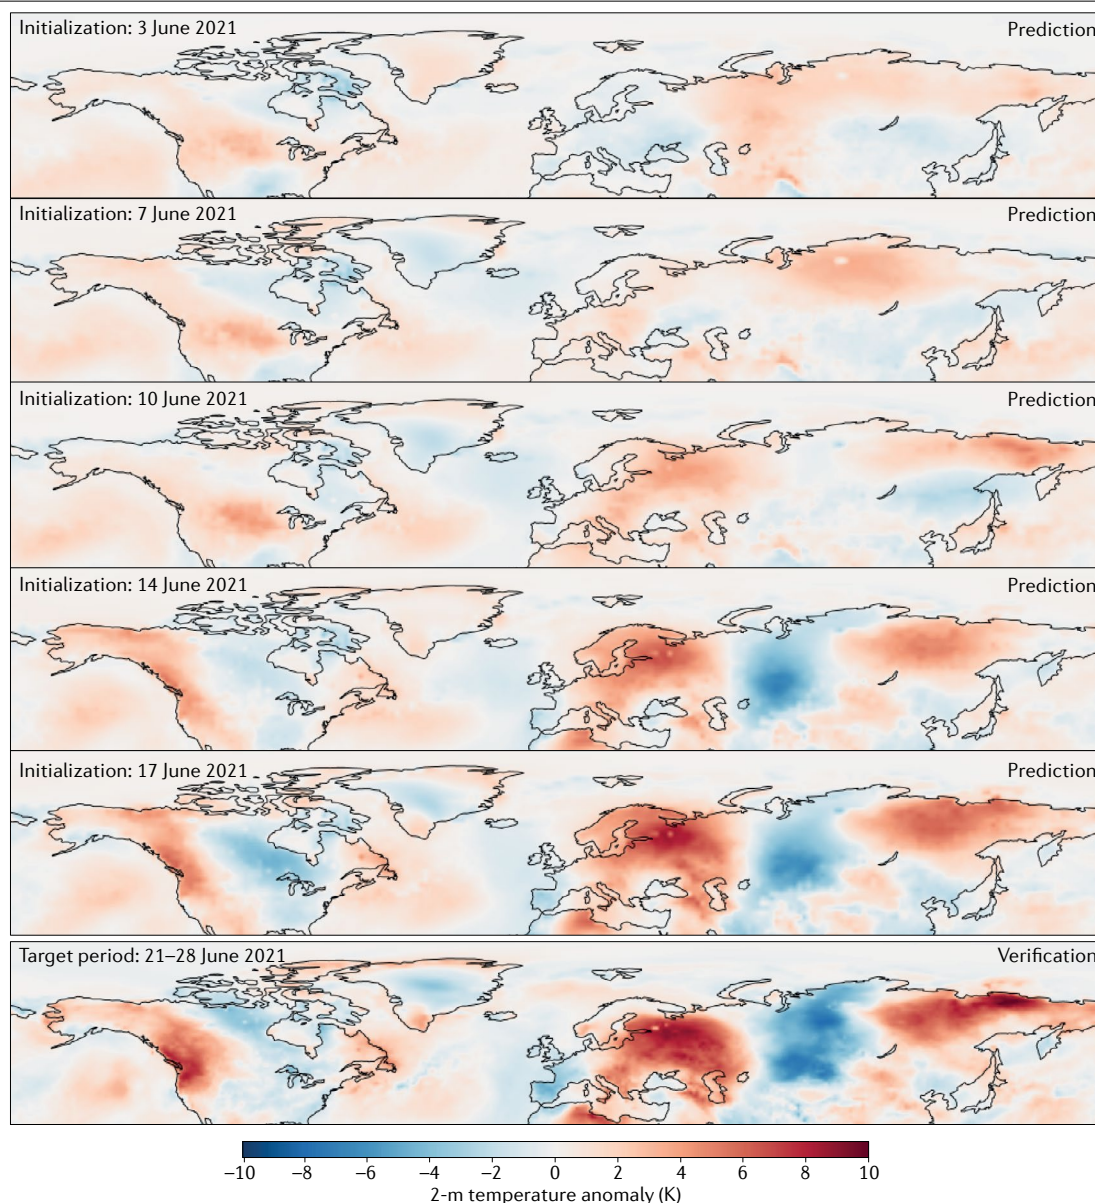 Initialization: 3 June 2021 Prediction
Initialization: 7 June 2021 Prediction
Initialization: 10 June 2021 Prediction
Initialization: 14 June 2021 Prediction
Initialization: 17 June 2021 Prediction
Target period: 21–28 June 2021 Verification
–10 –8 –6 –4 –2 0 2 4 6 8 10
2-m temperature anomaly (K)